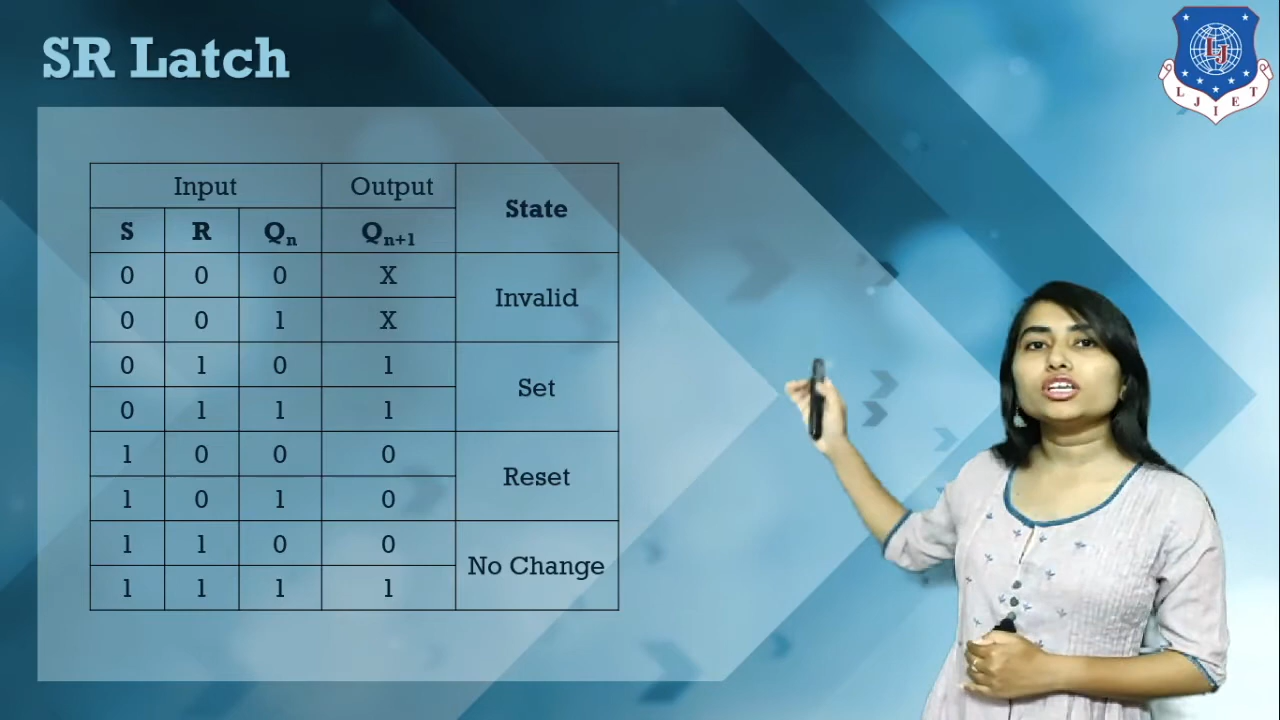 SR Latch
L J I E T
LJ
Input Output State
S R Qn Qn+1
0 0 0 X Invalid
0 0 1 X
0 1 0 1 Set
0 1 1 1
1 0 0 0 Reset
1 0 1 0
1 1 0 0 No Change
1 1 1 1